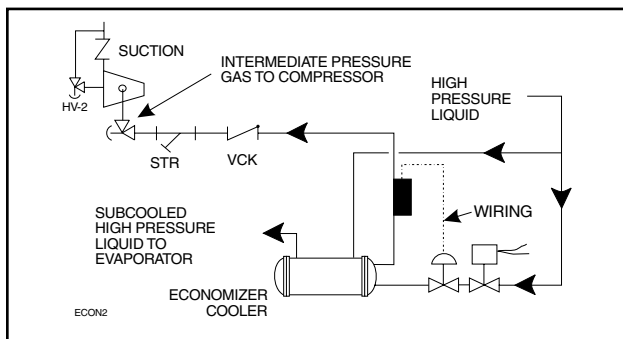 SUCTION
INTERMEDIATE PRESSURE
GAS TO COMPRESSOR
HIGH
PRESSURE
LIQUID
HV-2
STR
VCK
SUBCOOLED
HIGH PRESSURE
LIQUID TO
EVAPORATOR
WIRING
ECONOMIZER
COOLER
ECON2